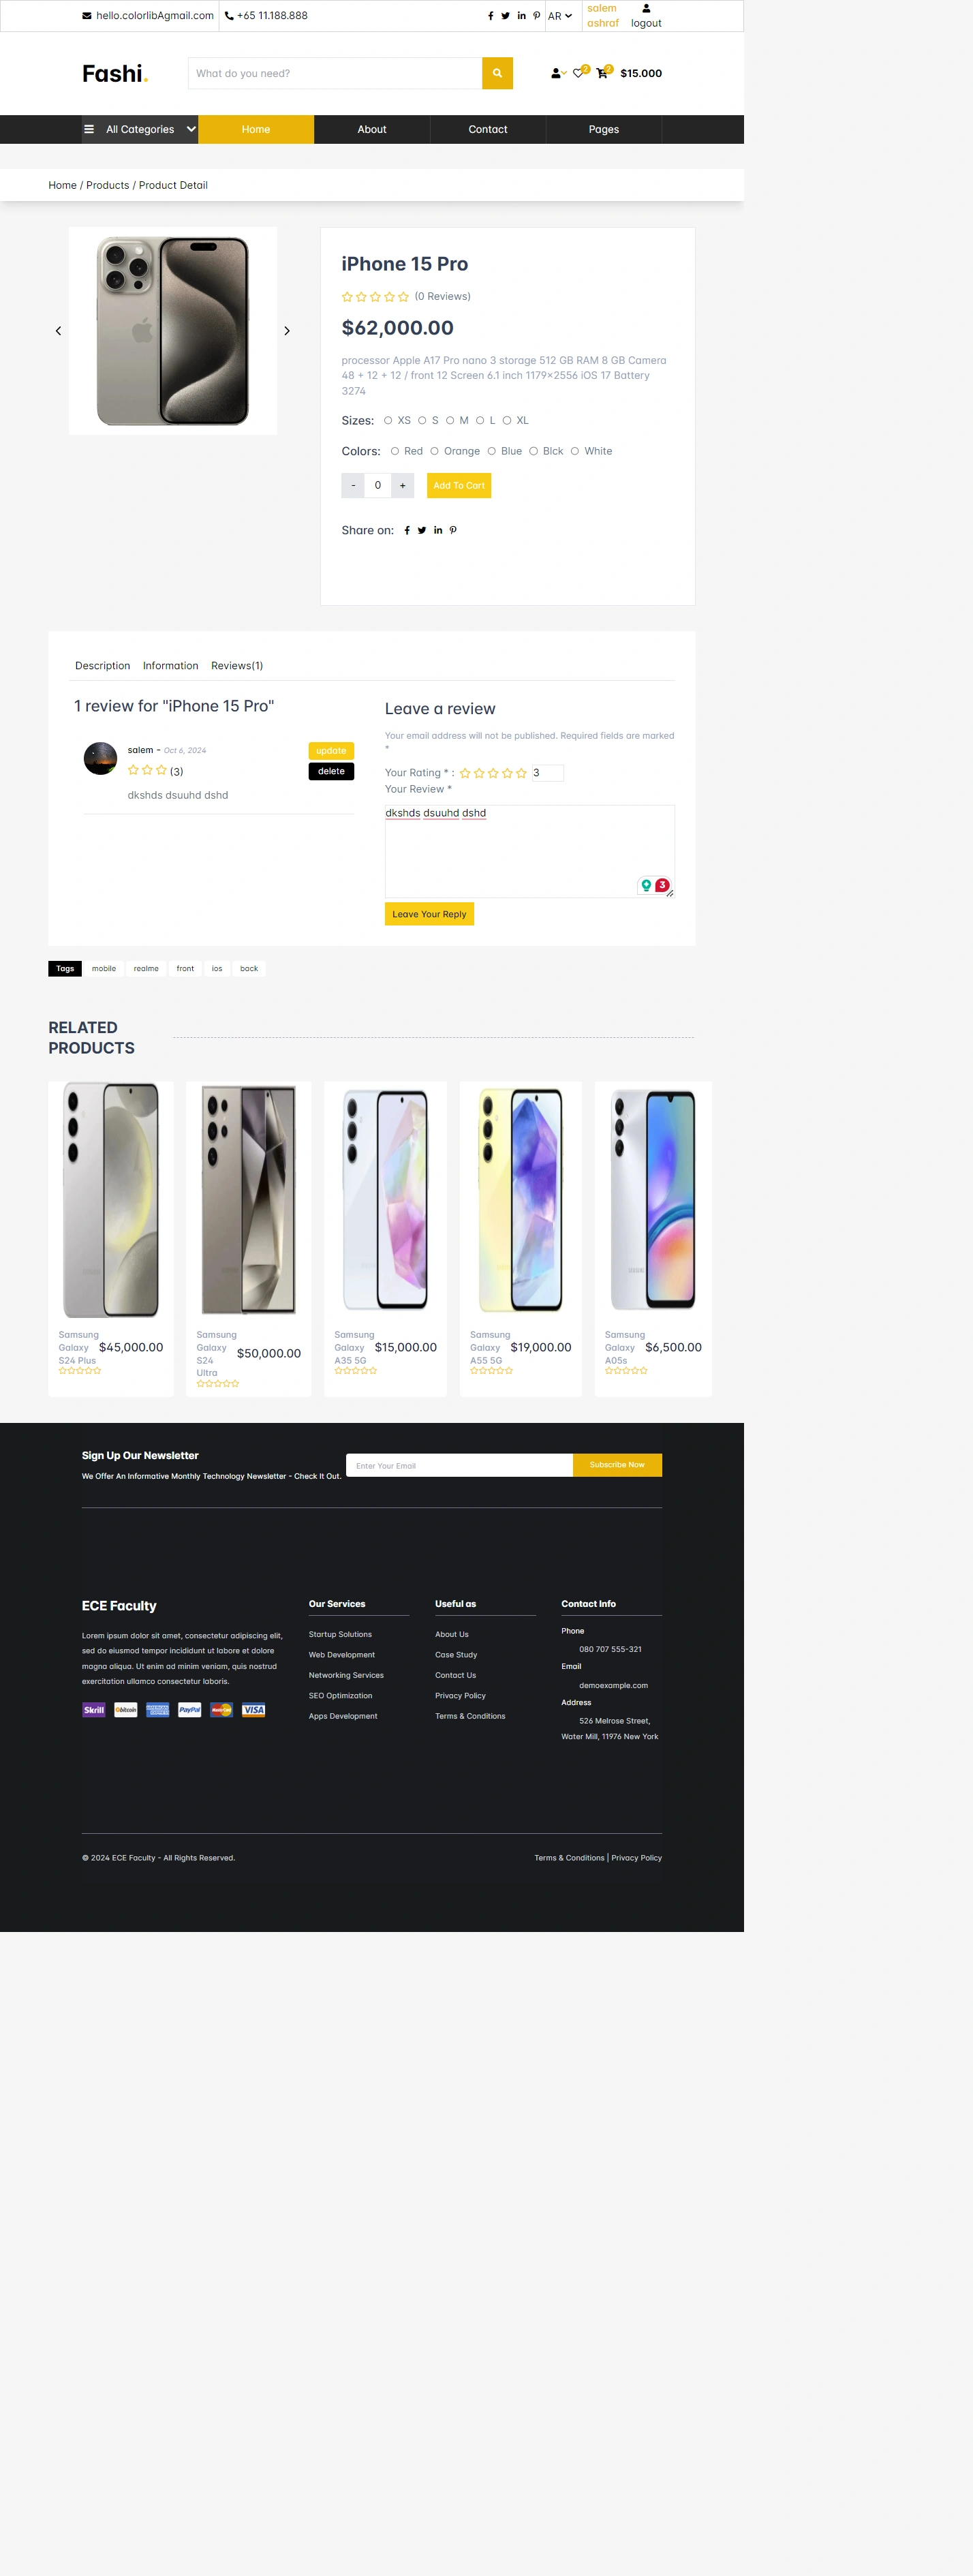 hello.colorlibAgmail.com
+65 11.188.888
AR
salem ashraf
logout
Fashi.
What do you need?
2
2
$15.000
All Categories
Home
About
Contact
Pages
Home / Products / Product Detail
iPhone 15 Pro
(0 Reviews)
$62,000.00
processor Apple A17 Pro nano 3 storage 512 GB RAM 8 GB Camera
48 + 12 + 12 / front 12 Screen 6.1 inch 1179×2556 iOS 17 Battery
3274
Sizes: XS S M L XL
Colors: Red Orange Blue Blck White
- 0 + Add To Cart
Share on:
Description Information Reviews(1)
1 review for "iPhone 15 Pro"
salem - Oct 6, 2024
(3)
dkshds dsuuhd dshd
update
delete
Leave a review
Your email address will not be published. Required fields are marked
*
Your Rating * : 3
Your Review *
dkshds dsuuhd dshd
3
Leave Your Reply
Tags mobile realme front ios back
RELATED
PRODUCTS
Samsung
Galaxy
S24 Plus
$45,000.00
Samsung
Galaxy
S24
Ultra
$50,000.00
Samsung
Galaxy
A35 5G
$15,000.00
Samsung
Galaxy
A55 5G
$19,000.00
Samsung
Galaxy
A05s
$6,500.00
Sign Up Our Newsletter
We Offer An Informative Monthly Technology Newsletter - Check It Out.
Enter Your Email
Subscribe Now
ECE Faculty
Lorem ipsum dolor sit amet, consectetur adipiscing elit,
sed do eiusmod tempor incididunt ut labore et dolore
magna aliqua. Ut enim ad minim veniam, quis nostrud
exercitation ullamco consectetur laboris.
Skrill
bitcoin
PayPal
MasterCard
VISA
Our Services
Startup Solutions
Web Development
Networking Services
SEO Optimization
Apps Development
Useful as
About Us
Case Study
Contact Us
Privacy Policy
Terms & Conditions
Contact Info
Phone
080 707 555-321
Email
demoexample.com
Address
526 Melrose Street,
Water Mill, 11976 New York
© 2024 ECE Faculty - All Rights Reserved.
Terms & Conditions | Privacy Policy